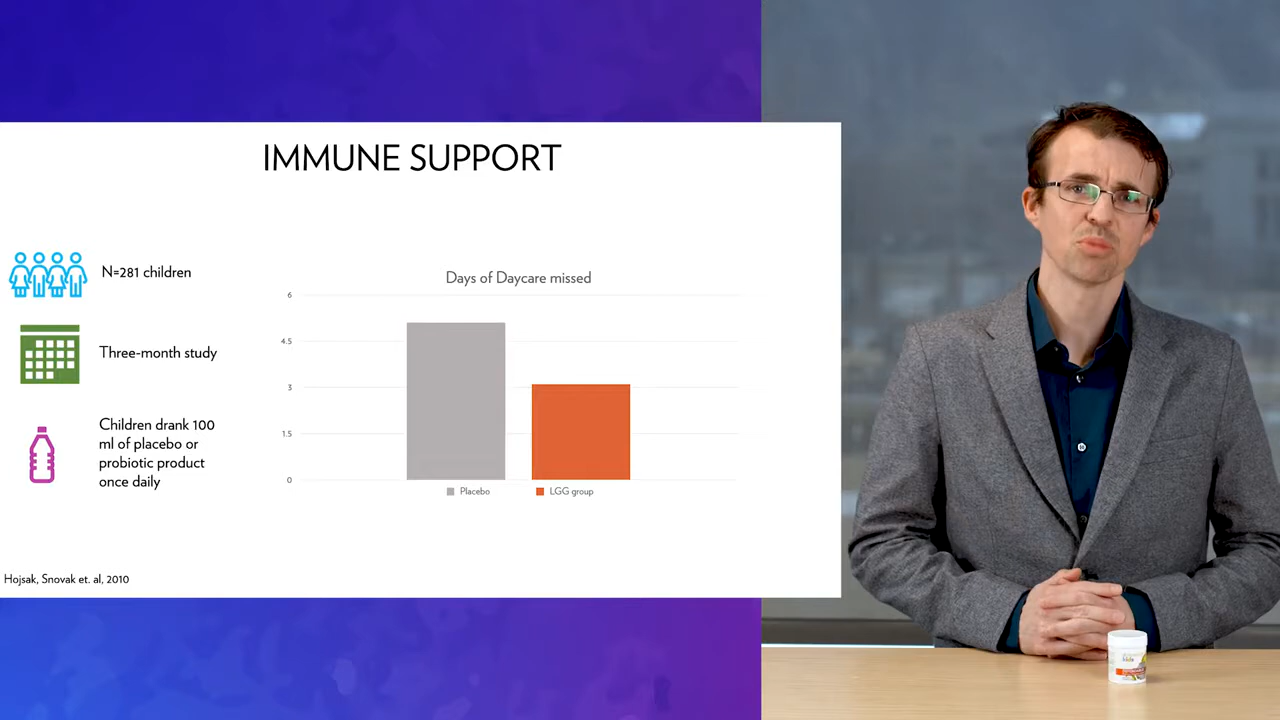 IMMUNE SUPPORT
N=281 children
Three-month study
Children drank 100
ml of placebo or
probiotic product
once daily
Days of Daycare missed
6
4.5
3
1.5
0
Placebo
LGG group
Hojsak, Snovak et. al, 2010
kids